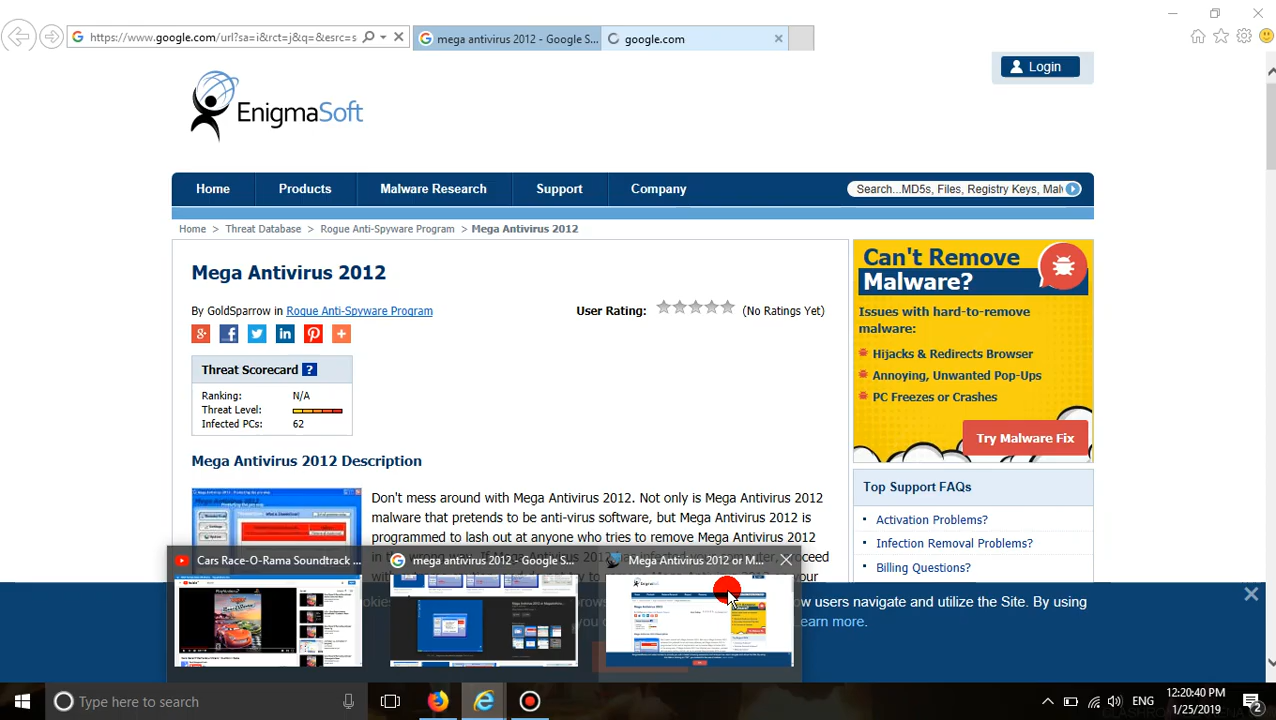 https://www.google.com/url?sa=i&rct=j&q=&esrc=s
mega antivirus 2012 - Google S...
google.com
Login
EnigmaSoft
Home
Products
Malware Research
Support
Company
Search...MD5s, Files, Registry Keys, Mal
Home > Threat Database > Rogue Anti-Spyware Program > Mega Antivirus 2012
Mega Antivirus 2012
By GoldSparrow in Rogue Anti-Spyware Program
User Rating:
(No Ratings Yet)
Threat Scorecard ?
Ranking: N/A
Threat Level:
Infected PCs: 62
Mega Antivirus 2012 Description
Don't mess around with Mega Antivirus 2012. Not only is Mega Antivirus 2012
malware that pretends to be anti-virus software, but Mega Antivirus 2012 is
programmed to lash out at anyone who tries to remove Mega Antivirus 2012
Can't Remove
Malware?
Issues with hard-to-remove
malware:
Hijacks & Redirects Browser
Annoying, Unwanted Pop-Ups
PC Freezes or Crashes
Try Malware Fix
Top Support FAQs
Activation Problems?
Infection Removal Problems?
Billing Questions?
Cars Race-O-Rama Soundtrack ...
mega antivirus 2012 - Google S...
Mega Antivirus 2012 or M...
users navigate and utilize the Site. By using
earn more.
Type here to search
ENG
12:20:40 PM
1/25/2019
2